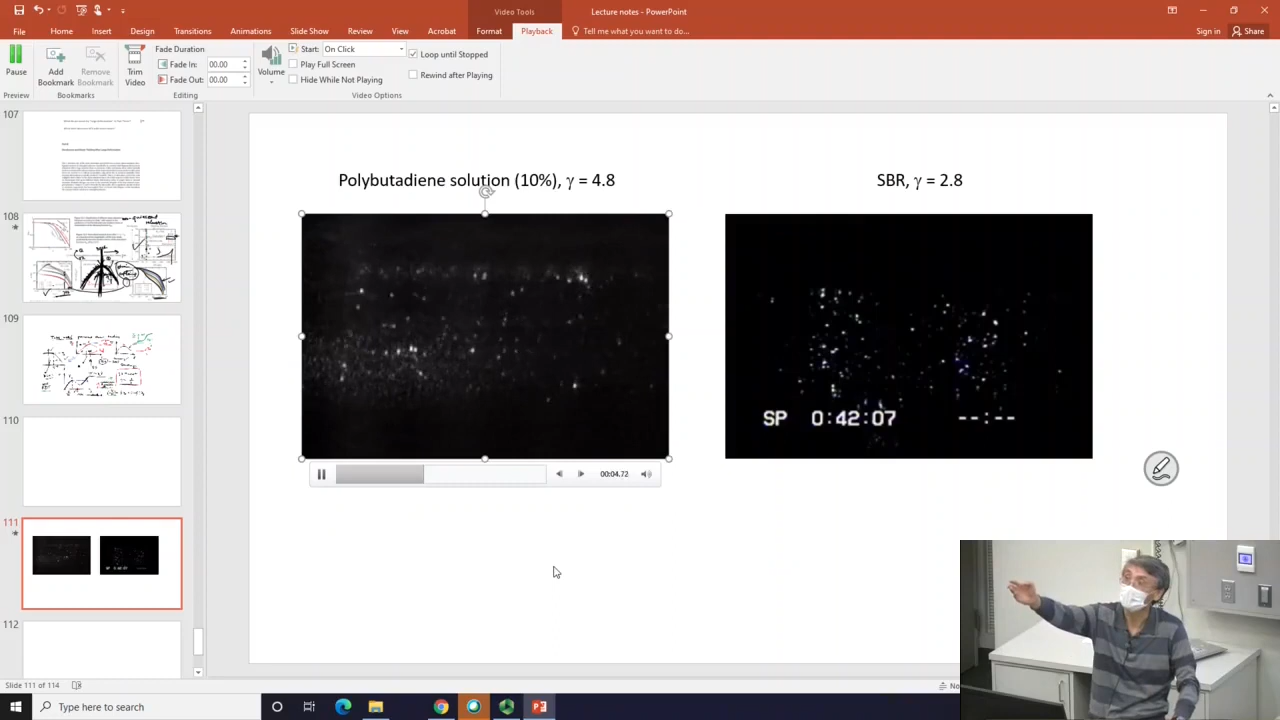 Video Tools
Lecture notes - PowerPoint
File Home Insert Design Transitions Animations Slide Show Review View Acrobat Format Playback Tell me what you want to do... Sign in Share
Pause
Preview
Add Bookmark
Remove Bookmark
Bookmarks
Trim Video
Fade Duration
Fade In: 00.00
Fade Out: 00.00
Editing
Volume
Start: On Click
Play Full Screen
Hide While Not Playing
Loop until Stopped
Rewind after Playing
Video Options
107
108
109
110
111
112
Polybutadiene solution (10%), γ = 4.8
SBR, γ = 2.8
SP 0:42:07 --:--
00:04.72
Slide 111 of 114
Type here to search